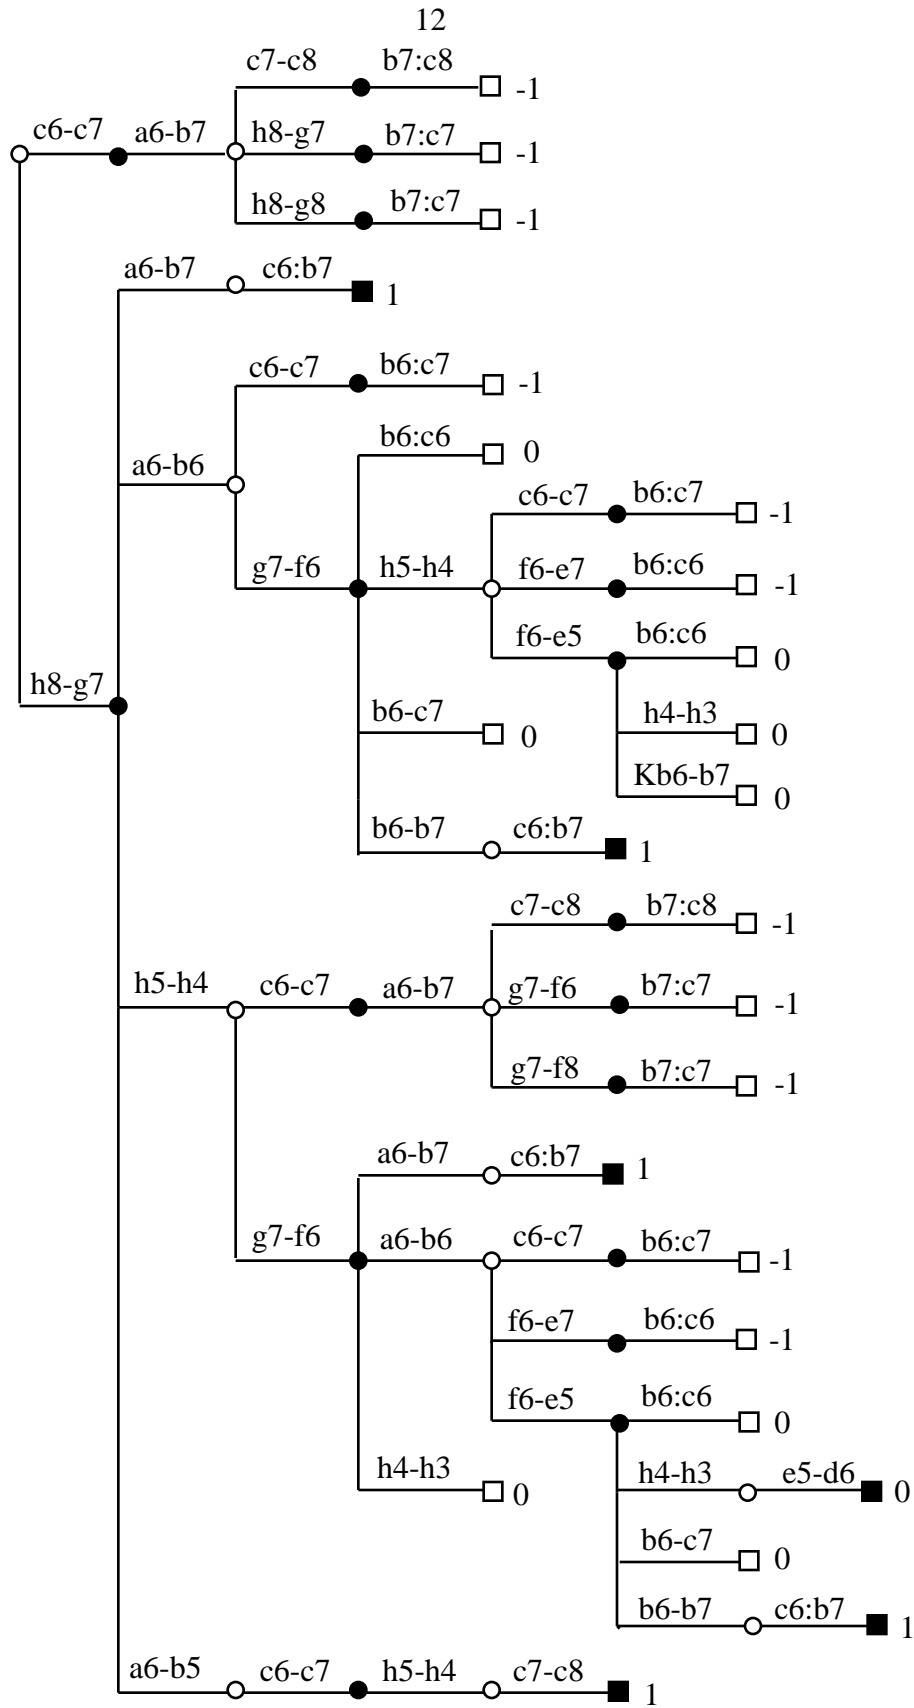 12
c7-c8 b7:c8 -1
c6-c7 a6-b7 h8-g7 b7:c7 -1
h8-g8 b7:c7 -1
a6-b7 c6:b7 1
c6-c7 b6:c7 -1
b6:c6 0
a6-b6
c6-c7 b6:c7 -1
g7-f6 h5-h4 f6-e7 b6:c6 -1
f6-e5 b6:c6 0
h8-g7
b6-c7 0 h4-h3 0
Kb6-b7 0
b6-b7 c6:b7 1
c7-c8 b7:c8 -1
h5-h4 c6-c7 a6-b7 g7-f6 b7:c7 -1
g7-f8 b7:c7 -1
a6-b7 c6:b7 1
g7-f6 a6-b6 c6-c7 b6:c7 -1
f6-e7 b6:c6 -1
f6-e5 b6:c6 0
h4-h3 0 h4-h3 e5-d6 0
b6-c7 0
b6-b7 c6:b7 1
a6-b5 c6-c7 h5-h4 c7-c8 1